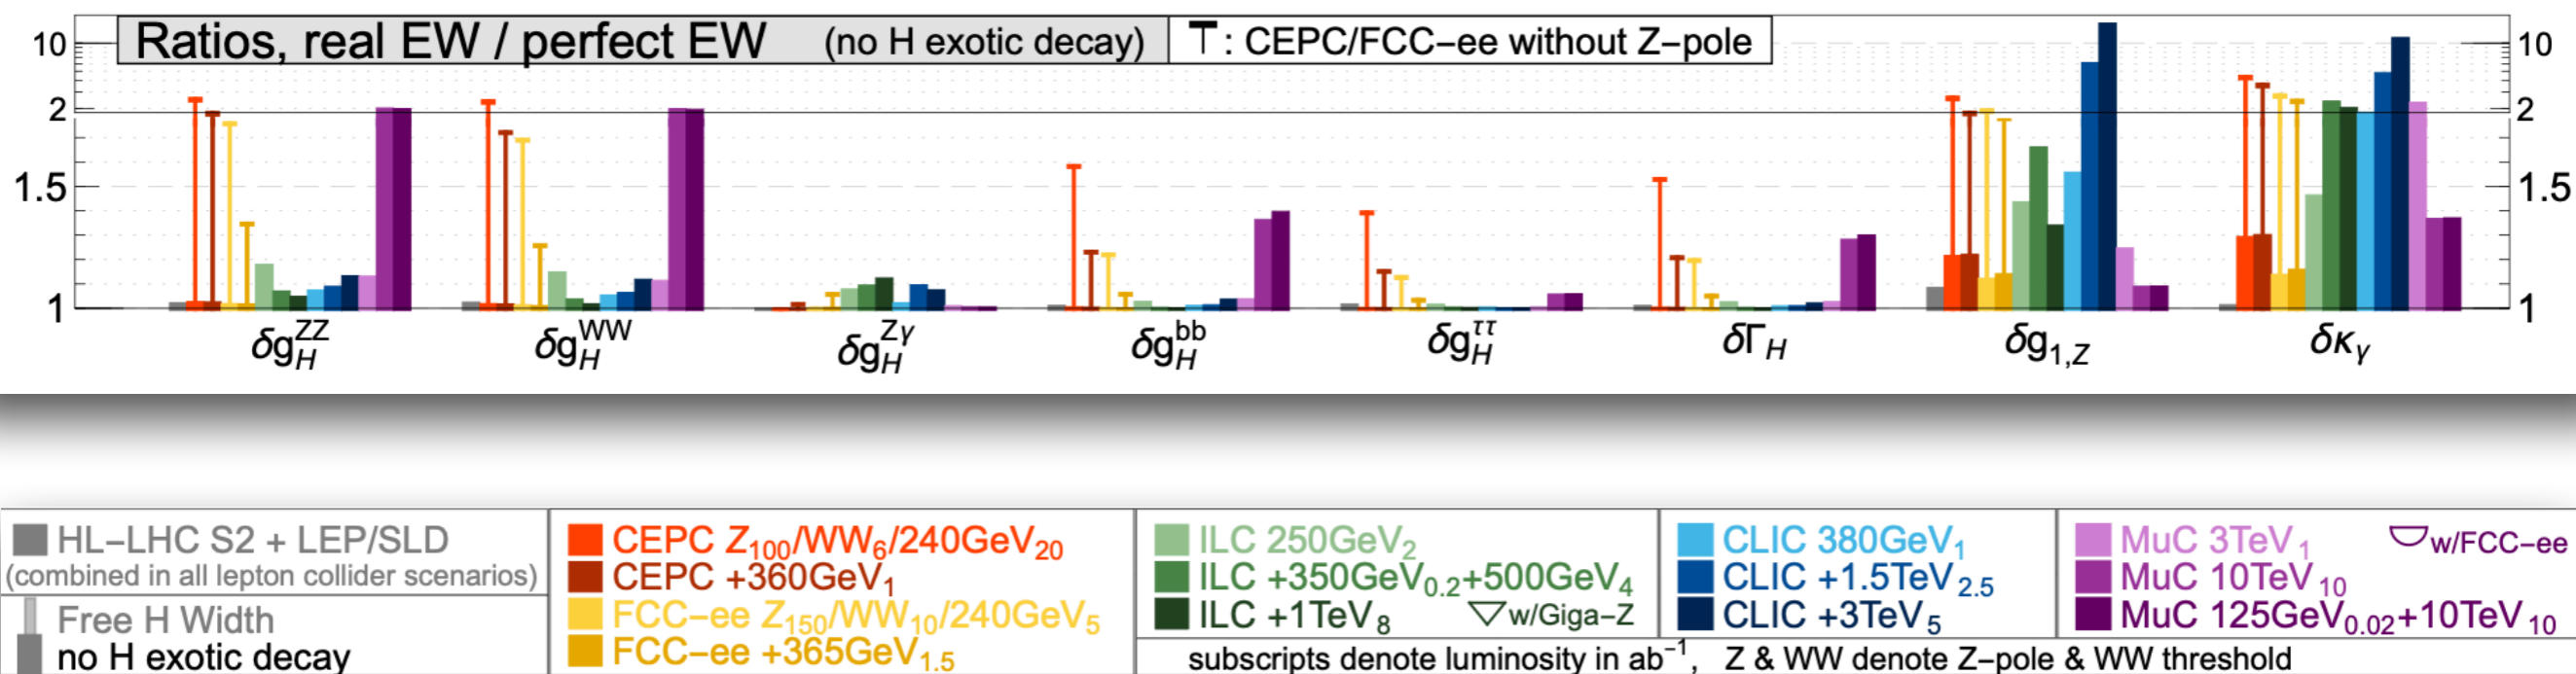 Ratios, real EW / perfect EW (no H exotic decay) ⊤: CEPC/FCC−ee without Z−pole
10 10
2 2
1.5 1.5
1 1
δg_H^ZZ δg_H^WW δg_H^Zγ δg_H^bb δg_H^ττ δΓ_H δg_1,Z δκ_γ
HL−LHC S2 + LEP/SLD
(combined in all lepton collider scenarios)
Free H Width
no H exotic decay
CEPC Z₁₀₀/WW₆/240GeV₂₀
CEPC +360GeV₁
FCC−ee Z₁₅₀/WW₁₀/240GeV₅
FCC−ee +365GeV₁.₅
ILC 250GeV₂
ILC +350GeV₀.₂+500GeV₄
ILC +1TeV₈ ▽w/Giga−Z
CLIC 380GeV₁
CLIC +1.5TeV₂.₅
CLIC +3TeV₅
MuC 3TeV₁ w/FCC−ee
MuC 10TeV₁₀
MuC 125GeV₀.₀₂+10TeV₁₀
subscripts denote luminosity in ab⁻¹, Z & WW denote Z−pole & WW threshold